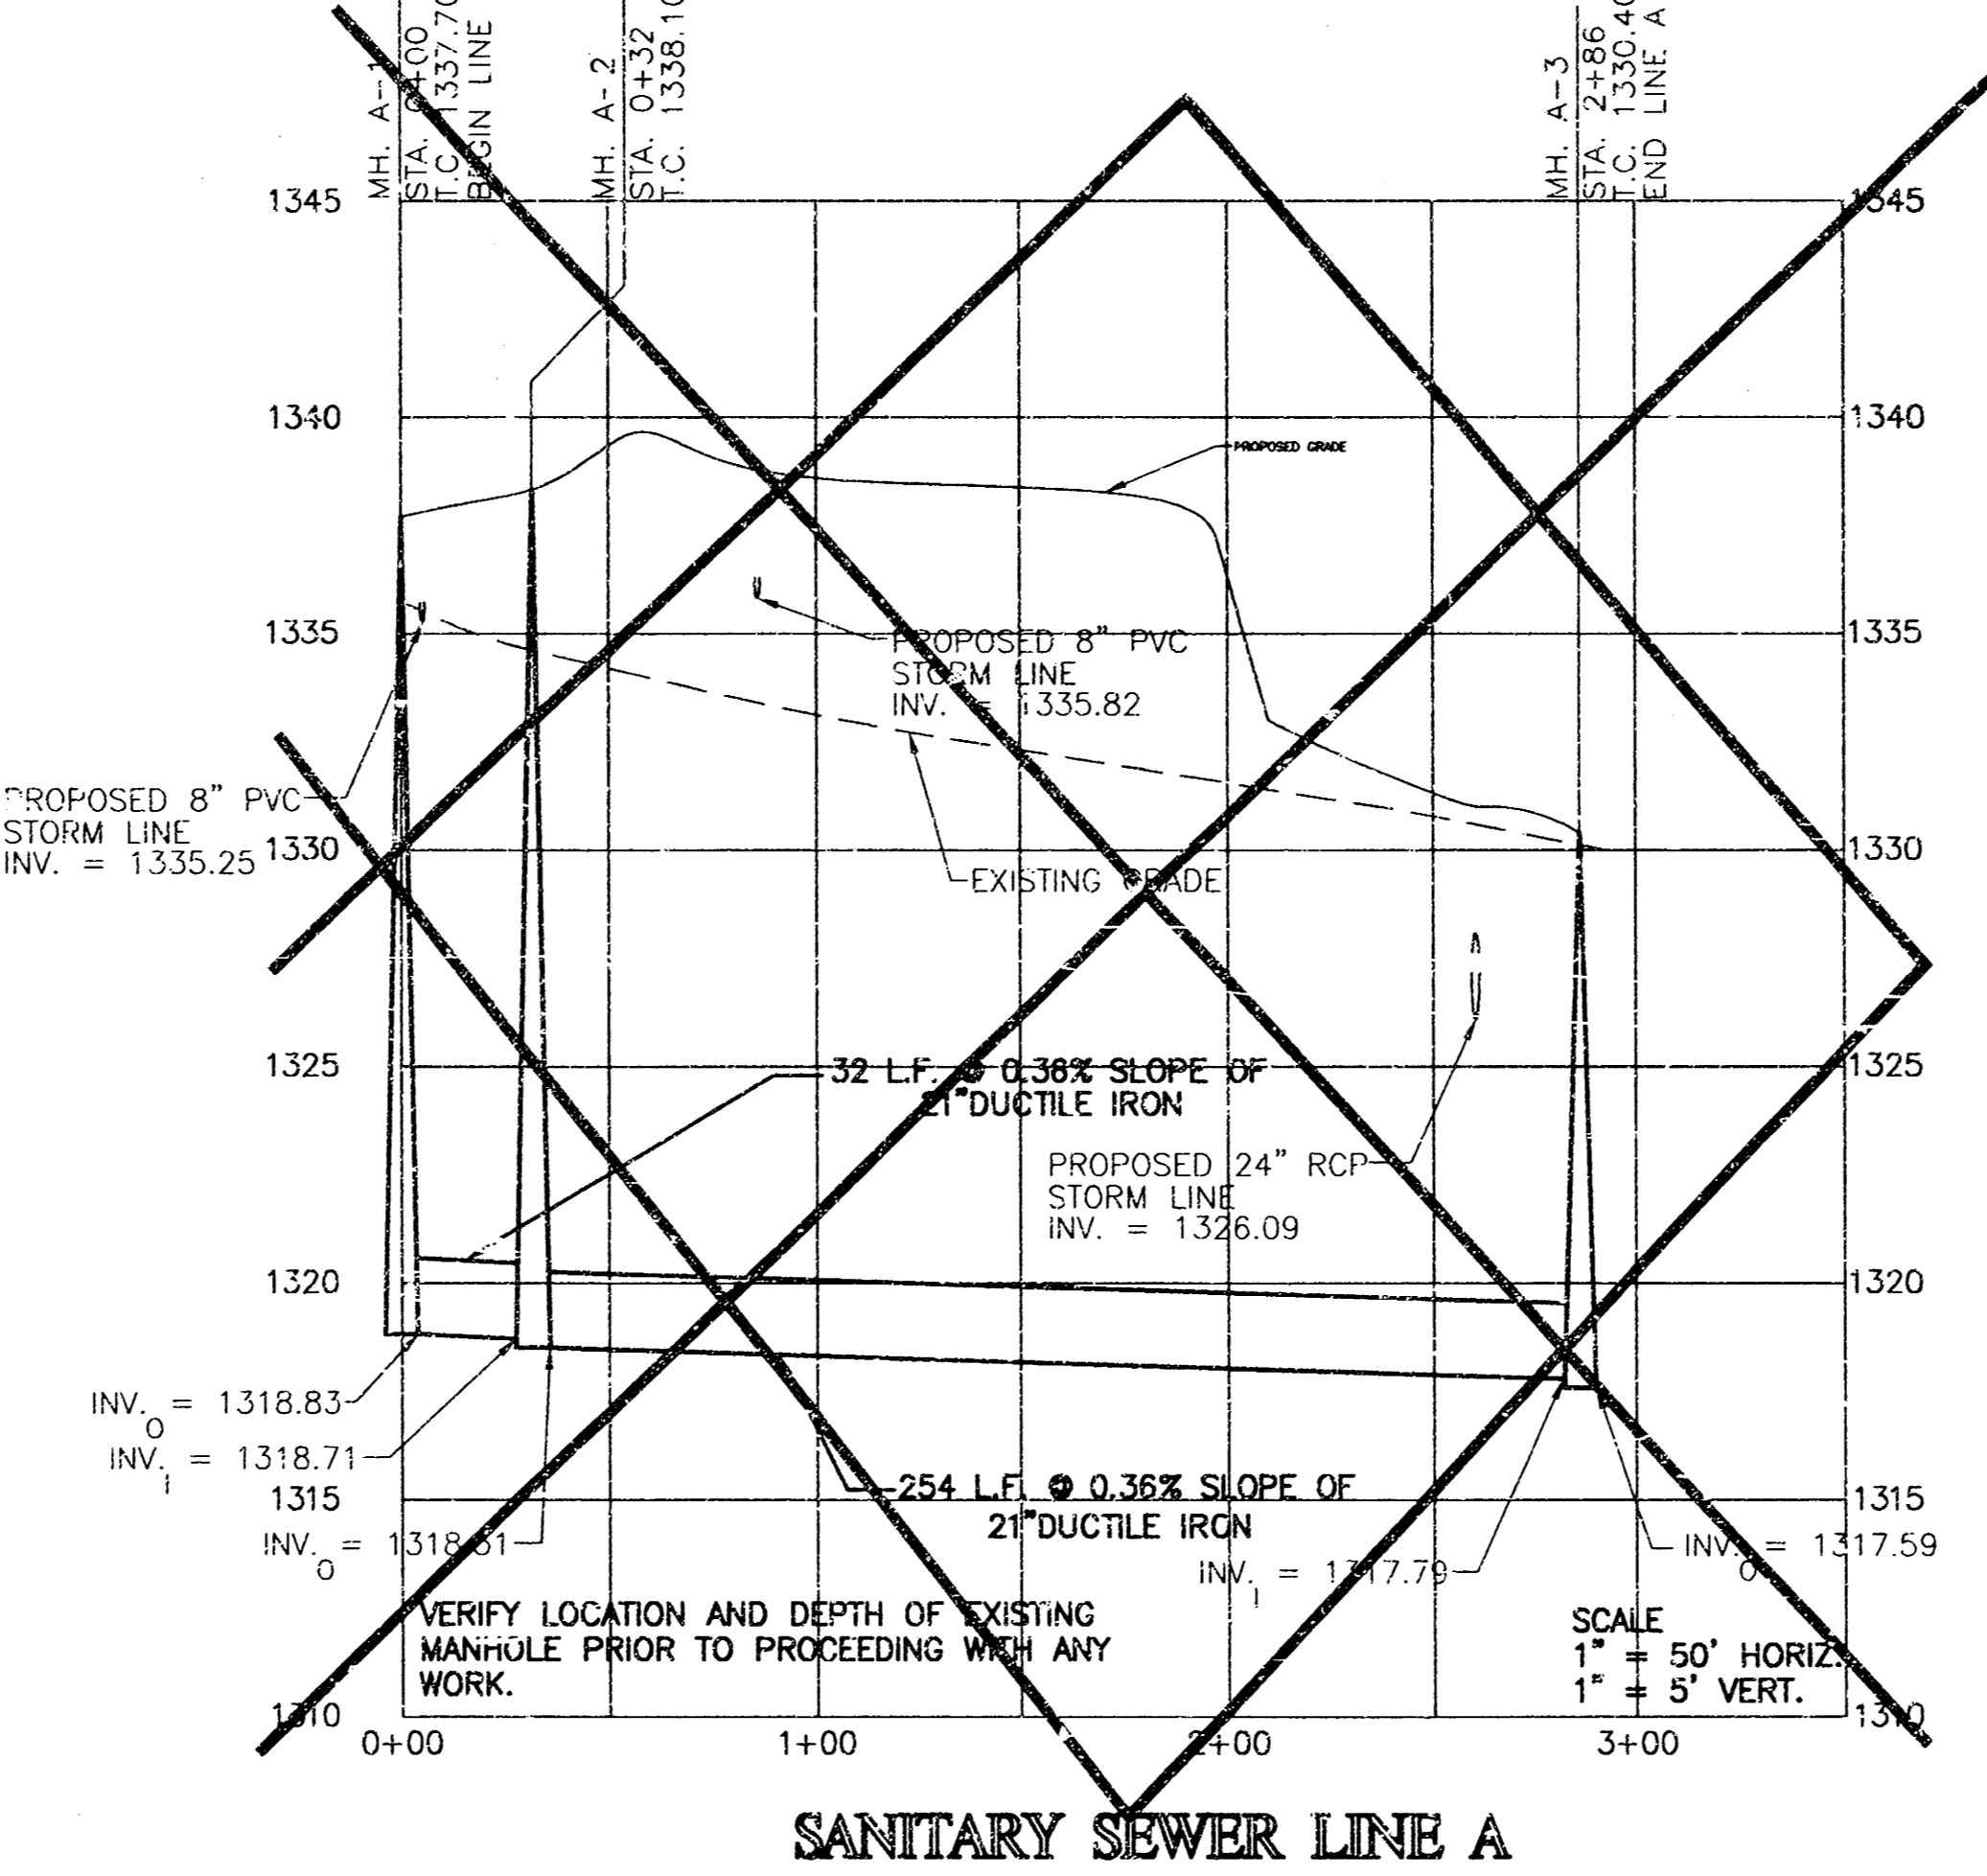 MH. A-1
STA. 0+00
T.C. 1337.70
BEGIN LINE
MH. A-2
STA. 0+32
T.C. 1338.10
MH. A-3
STA. 2+86
T.C. 1330.40
END LINE A
1345
1345
1340
1340
PROPOSED GRADE
1335
1335
PROPOSED 8" PVC
STORM LINE
INV. = 1335.82
PROPOSED 8" PVC
STORM LINE
INV. = 1335.25
1330
1330
EXISTING GRADE
1325
1325
32 L.F. @ 0.38% SLOPE OF
21" DUCTILE IRON
PROPOSED 24" RCP
STORM LINE
INV. = 1326.09
1320
1320
INV.O = 1318.83
INV.I = 1318.71
1315
1315
254 L.F. @ 0.36% SLOPE OF
21" DUCTILE IRON
INV.O =
INV.I = 1317.79
INV.O = 1317.59
VERIFY LOCATION AND DEPTH OF EXISTING
MANHOLE PRIOR TO PROCEEDING WITH ANY
WORK.
SCALE
1" = 50' HORIZ.
1" = 5' VERT.
1310
1310
0+00
1+00
2+00
3+00
SANITARY SEWER LINE A